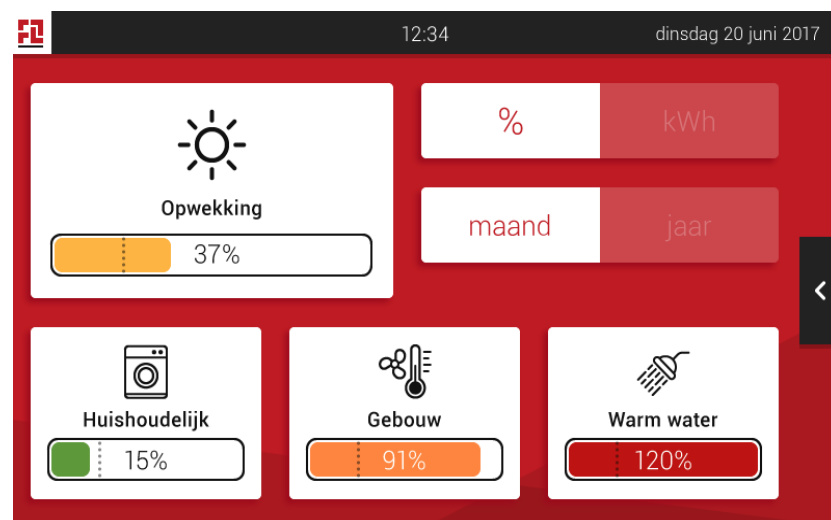 12:34
dinsdag 20 juni 2017
Opwekking
37%
% kWh
maand jaar
Huishoudelijk
15%
Gebouw
91%
Warm water
120%